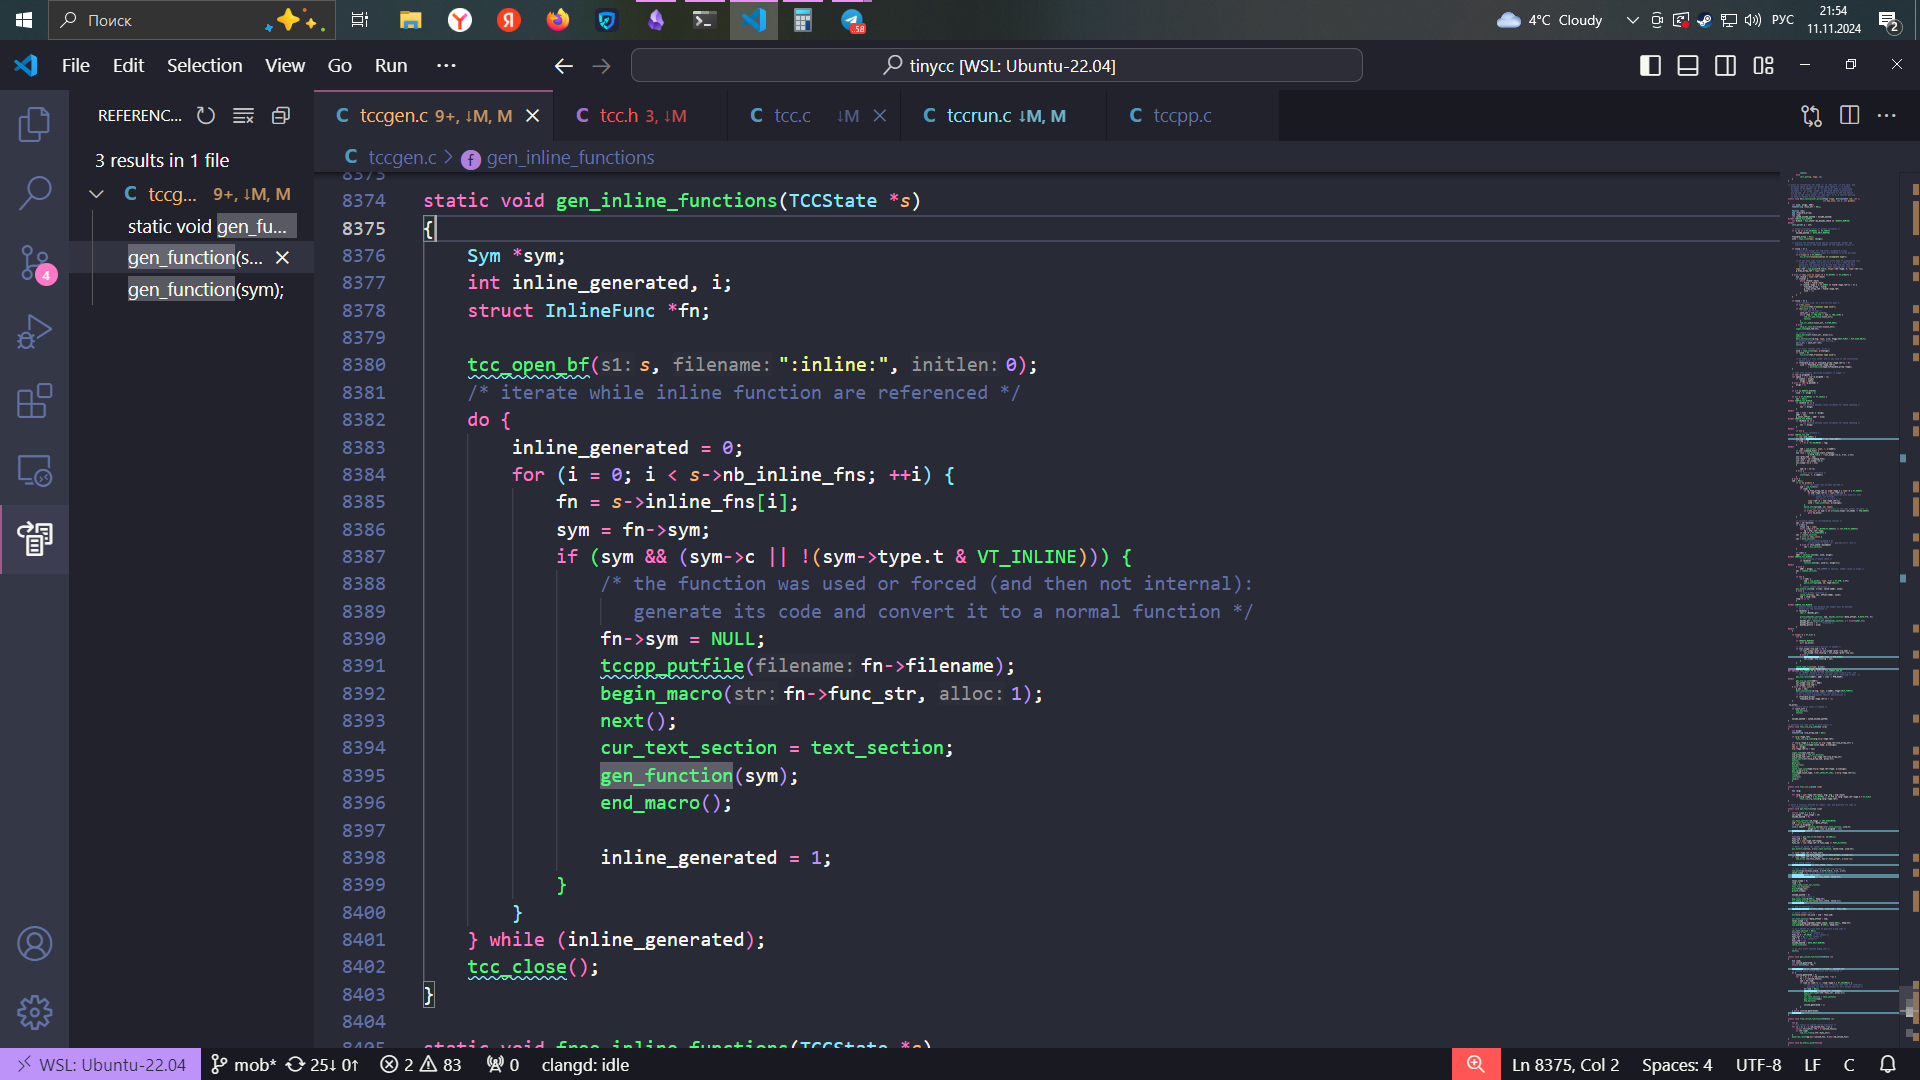 Поиск
58
4°C Cloudy
РУС
21:54
11.11.2024
2
File Edit Selection View Go Run ···
tinycc [WSL: Ubuntu-22.04]
REFERENC...
C tccgen.c 9+, ↓M, M
C tcc.h 3, ↓M
C tcc.c ↓M
C tccrun.c ↓M, M
C tccpp.c
C tccgen.c > f gen_inline_functions
3 results in 1 file
C tccg... 9+, ↓M, M
static void gen_fu...
gen_function(s...
gen_function(sym);
4
8373
8374 static void gen_inline_functions(TCCState *s)
8375 {
8376 Sym *sym;
8377 int inline_generated, i;
8378 struct InlineFunc *fn;
8379
8380 tcc_open_bf(s1: s, filename: ":inline:", initlen: 0);
8381 /* iterate while inline function are referenced */
8382 do {
8383 inline_generated = 0;
8384 for (i = 0; i < s->nb_inline_fns; ++i) {
8385 fn = s->inline_fns[i];
8386 sym = fn->sym;
8387 if (sym && (sym->c || !(sym->type.t & VT_INLINE))) {
8388 /* the function was used or forced (and then not internal):
8389 generate its code and convert it to a normal function */
8390 fn->sym = NULL;
8391 tccpp_putfile(filename: fn->filename);
8392 begin_macro(str: fn->func_str, alloc: 1);
8393 next();
8394 cur_text_section = text_section;
8395 gen_function(sym);
8396 end_macro();
8397
8398 inline_generated = 1;
8399 }
8400 }
8401 } while (inline_generated);
8402 tcc_close();
8403 }
8404
8405 static void free_inline_functions(TCCState *s)
WSL: Ubuntu-22.04 mob* 25↓ 0↑ 2 83 0 clangd: idle
Ln 8375, Col 2 Spaces: 4 UTF-8 LF C